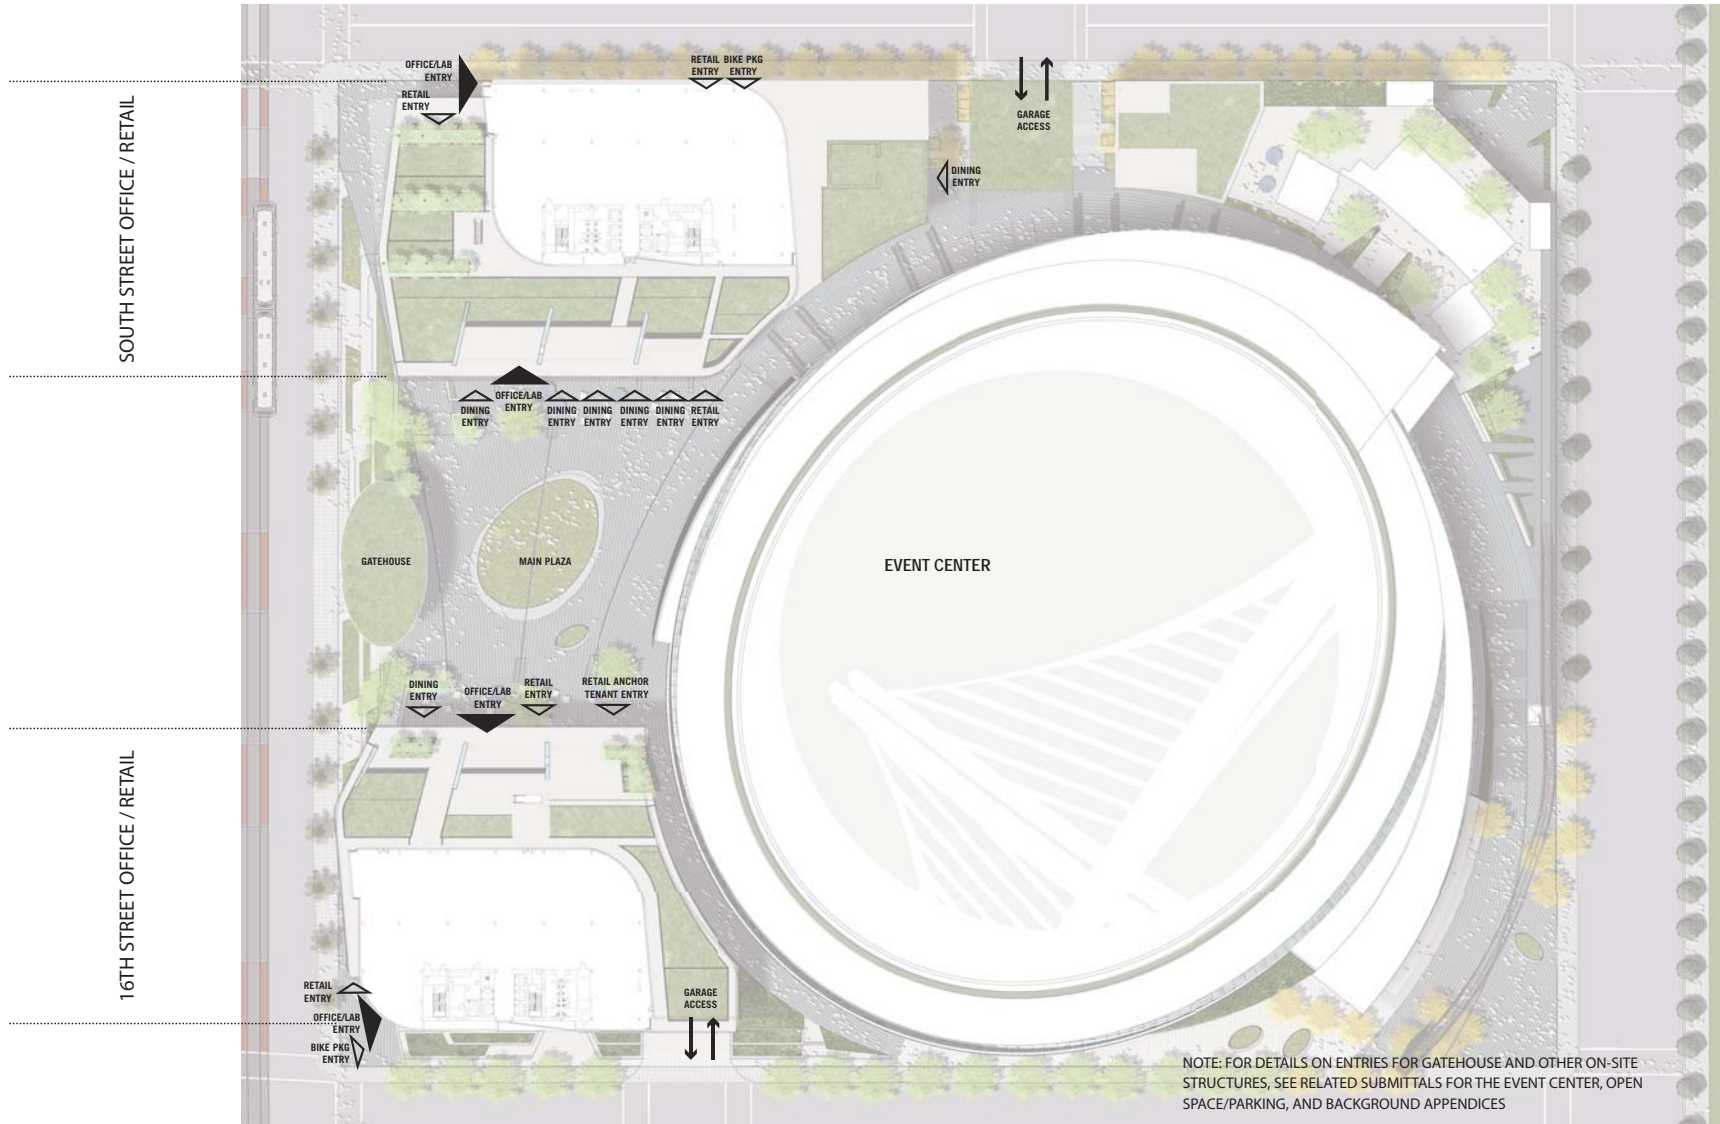 OFFICE/LAB
ENTRY
RETAIL
ENTRY
RETAIL
ENTRY
BIKE PKG
ENTRY
GARAGE
ACCESS
DINING
ENTRY
SOUTH STREET OFFICE / RETAIL
DINING
ENTRY
OFFICE/LAB
ENTRY
DINING
ENTRY
DINING
ENTRY
DINING
ENTRY
DINING
ENTRY
RETAIL
ENTRY
GATEHOUSE
MAIN PLAZA
EVENT CENTER
DINING
ENTRY
OFFICE/LAB
ENTRY
RETAIL
ENTRY
RETAIL ANCHOR
TENANT ENTRY
16TH STREET OFFICE / RETAIL
RETAIL
ENTRY
OFFICE/LAB
ENTRY
BIKE PKG
ENTRY
GARAGE
ACCESS
NOTE: FOR DETAILS ON ENTRIES FOR GATEHOUSE AND OTHER ON-SITE
STRUCTURES, SEE RELATED SUBMITTALS FOR THE EVENT CENTER, OPEN
SPACE/PARKING, AND BACKGROUND APPENDICES